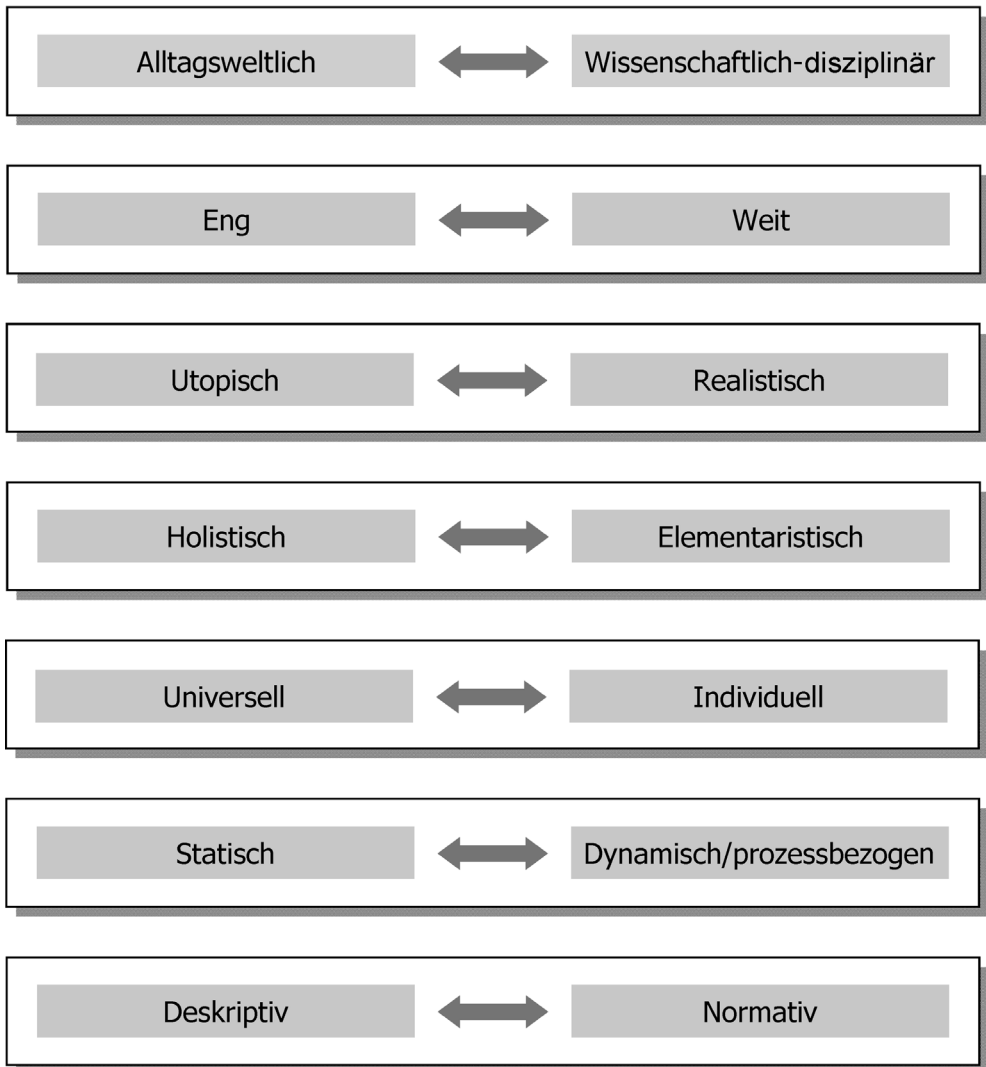 Alltagsweltlich Wissenschaftlich-disziplinär
Eng Weit
Utopisch Realistisch
Holistisch Elementaristisch
Universell Individuell
Statisch Dynamisch/prozessbezogen
Deskriptiv Normativ